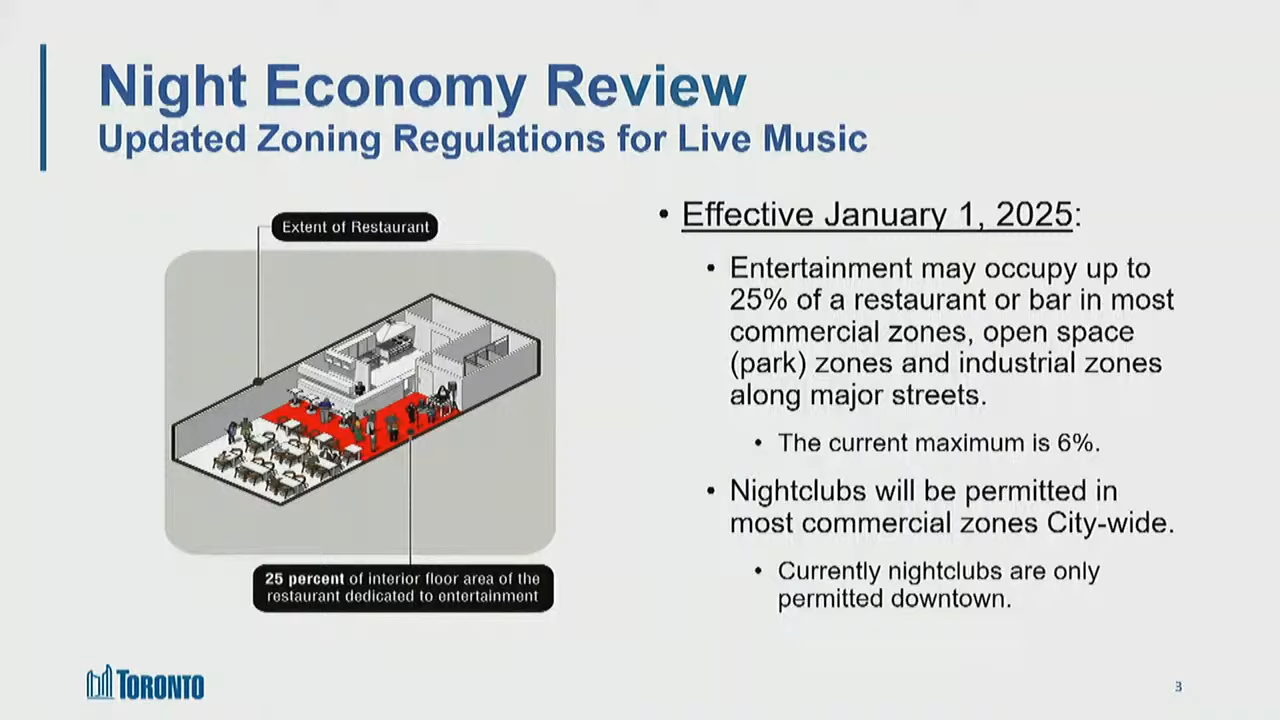 Night Economy Review
Updated Zoning Regulations for Live Music
Extent of Restaurant
25 percent of interior floor area of the
restaurant dedicated to entertainment
• Effective January 1, 2025:
• Entertainment may occupy up to
25% of a restaurant or bar in most
commercial zones, open space
(park) zones and industrial zones
along major streets.
• The current maximum is 6%.
• Nightclubs will be permitted in
most commercial zones City-wide.
• Currently nightclubs are only
permitted downtown.
TORONTO
3